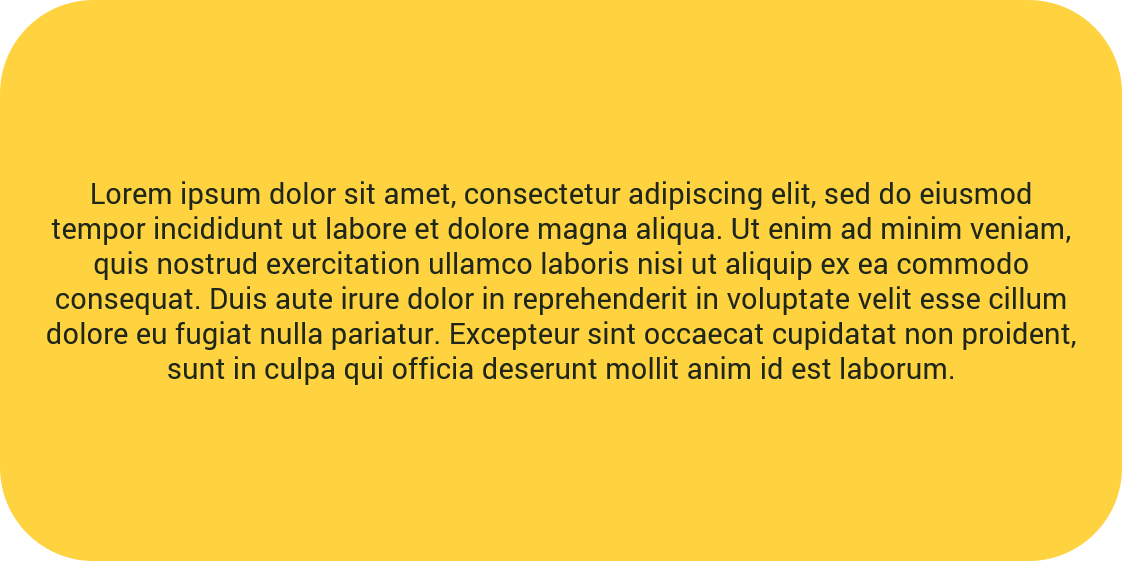 Lorem ipsum dolor sit amet, consectetur adipiscing elit, sed do eiusmod
tempor incididunt ut labore et dolore magna aliqua. Ut enim ad minim veniam,
quis nostrud exercitation ullamco laboris nisi ut aliquip ex ea commodo
consequat. Duis aute irure dolor in reprehenderit in voluptate velit esse cillum
dolore eu fugiat nulla pariatur. Excepteur sint occaecat cupidatat non proident,
sunt in culpa qui officia deserunt mollit anim id est laborum.